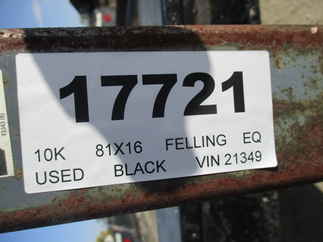 17721
10K 81X16 FELLING EQ
USED BLACK VIN 21349